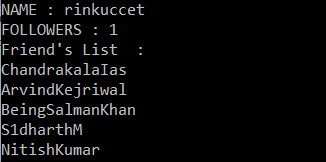 NAME : rinkuccet
FOLLOWERS : 1
Friend's List  :
ChandrakalaIas
ArvindKejriwal
BeingSalmanKhan
S1dharthM
NitishKumar